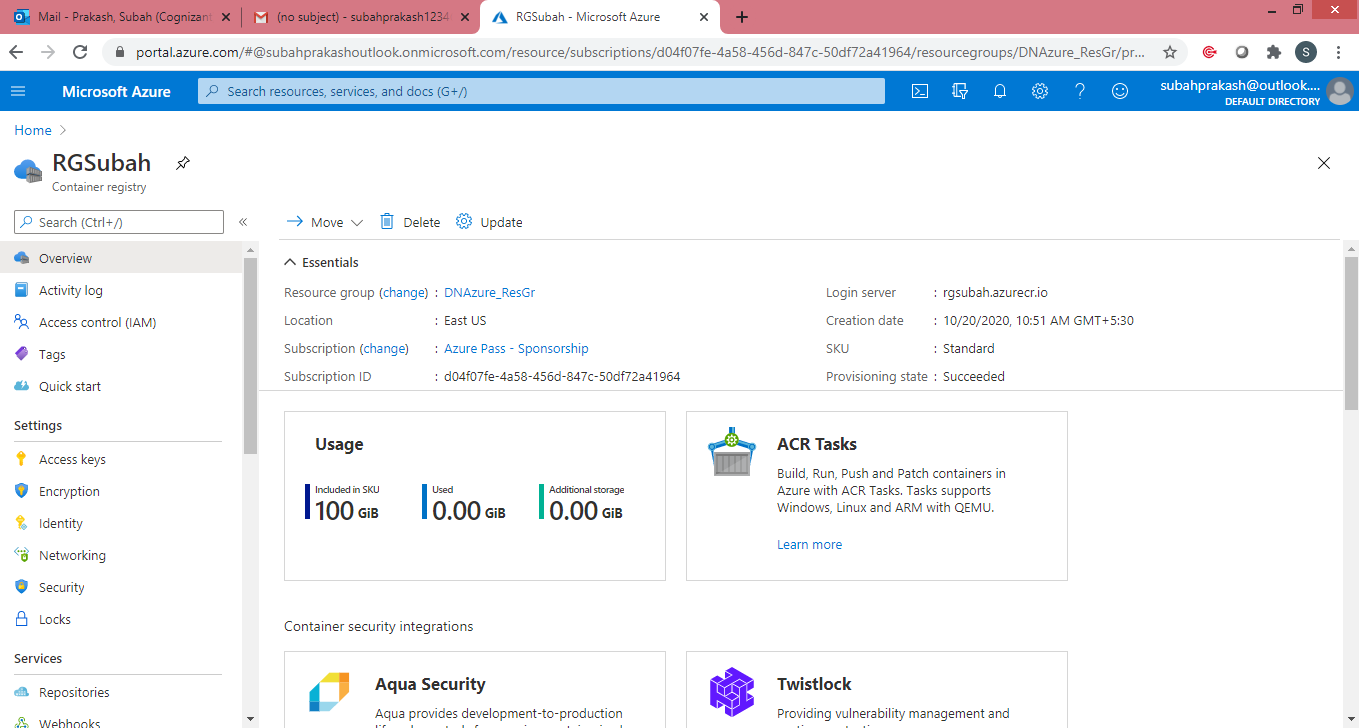 Mail - Prakash, Subah (Cognizant
(no subject) - subahprakash1234
RGSubah - Microsoft Azure
portal.azure.com/#@subahprakashoutlook.onmicrosoft.com/resource/subscriptions/d04f07fe-4a58-456d-847c-50df72a41964/resourcegroups/DNAzure_ResGr/pr...
S
Microsoft Azure
Search resources, services, and docs (G+/)
subahprakash@outlook....
DEFAULT DIRECTORY
Home
RGSubah
Container registry
Search (Ctrl+/)
«
Move
Delete
Update
Overview
Activity log
Access control (IAM)
Tags
Quick start
Settings
Access keys
Encryption
Identity
Networking
Security
Locks
Services
Repositories
Webhooks
Essentials
Resource group (change) : DNAzure_ResGr
Location : East US
Subscription (change) : Azure Pass - Sponsorship
Subscription ID : d04f07fe-4a58-456d-847c-50df72a41964
Login server : rgsubah.azurecr.io
Creation date : 10/20/2020, 10:51 AM GMT+5:30
SKU : Standard
Provisioning state : Succeeded
Usage
Included in SKU
100 GiB
Used
0.00 GiB
Additional storage
0.00 GiB
ACR Tasks
Build, Run, Push and Patch containers in
Azure with ACR Tasks. Tasks supports
Windows, Linux and ARM with QEMU.
Learn more
Container security integrations
Aqua Security
Aqua provides development-to-production
Twistlock
Providing vulnerability management and